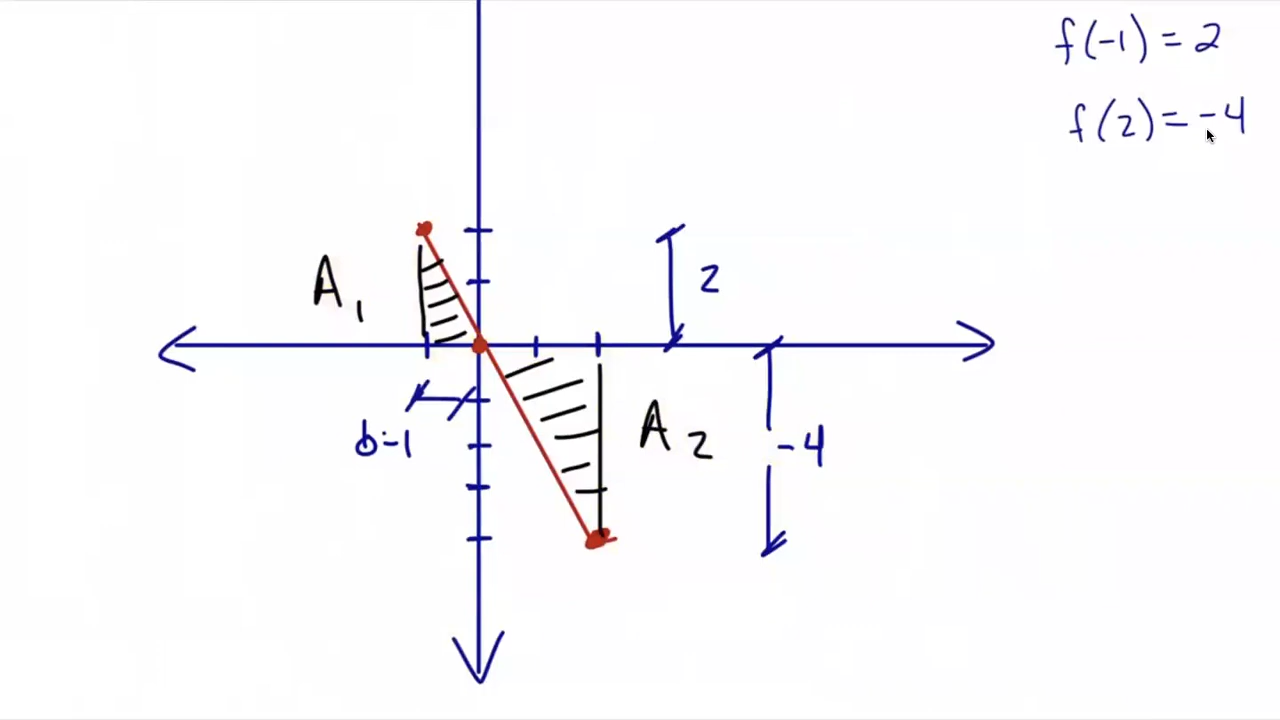 f(-1) = 2
f(2) = -4
A1
2
b=1
A2
-4